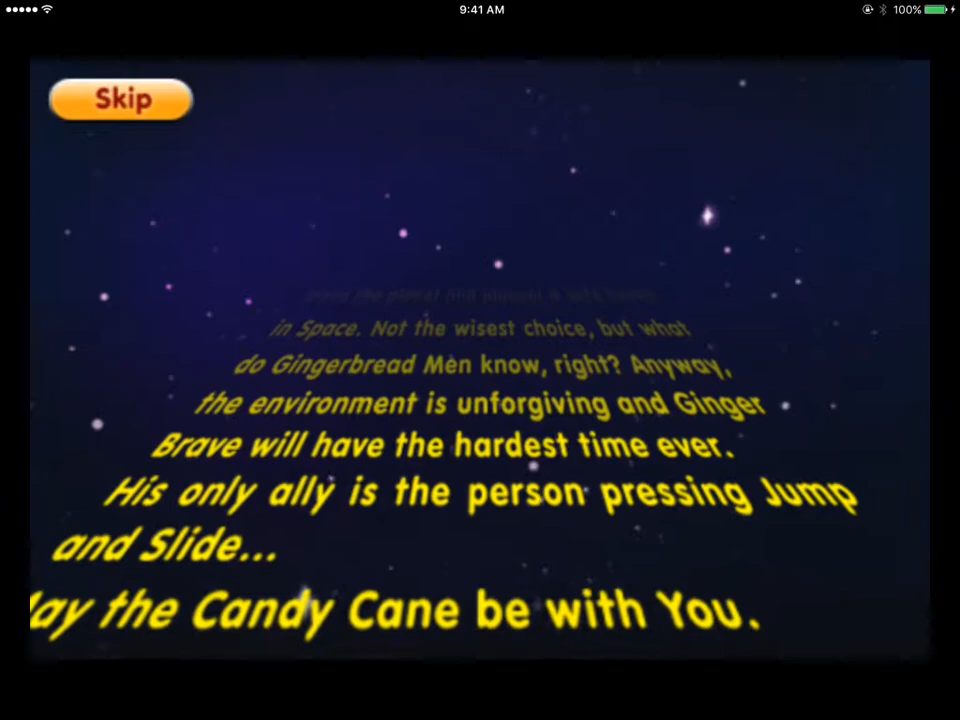 9:41 AM
100%
Skip
in Space. Not the wisest choice, but what
do Gingerbread Men know, right? Anyway,
the environment is unforgiving and Ginger
Brave will have the hardest time ever.
His only ally is the person pressing Jump
and Slide...
ay the Candy Cane be with You.